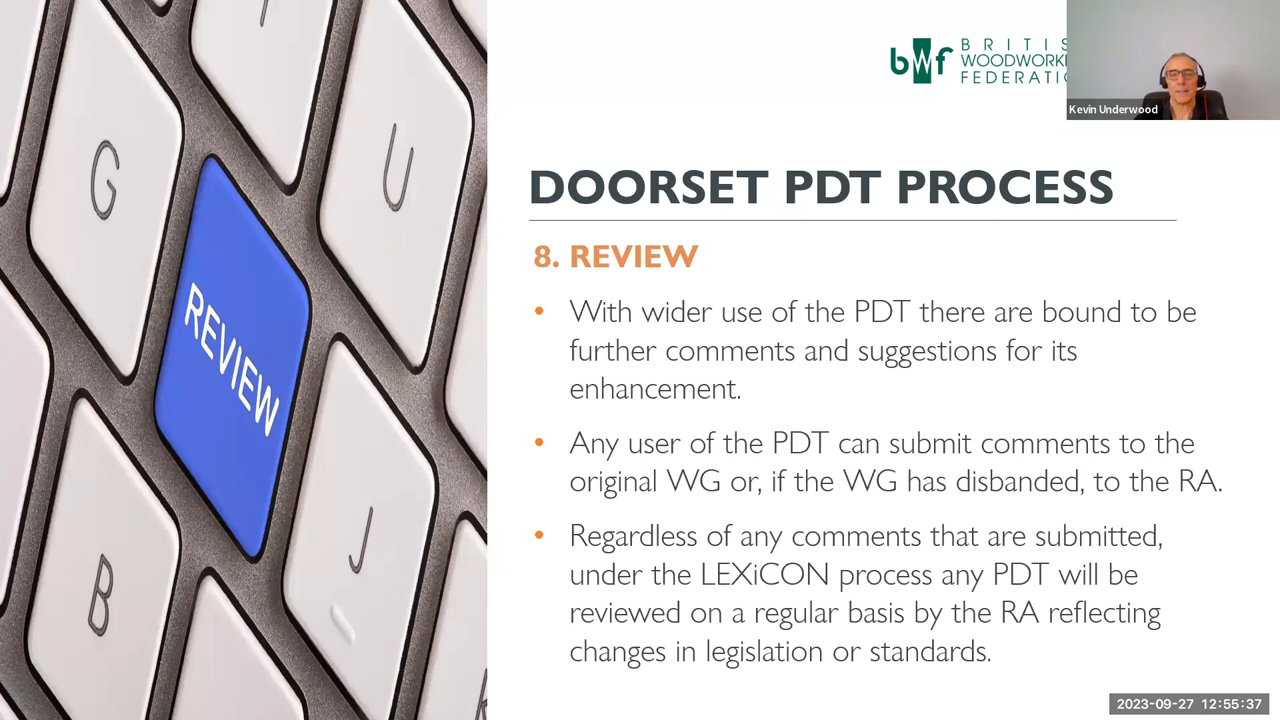 BRITIS
WOODWORK
FEDERATI
bwf
Kevin Underwood
G
U
REVIEW
J
B
DOORSET PDT PROCESS
8. REVIEW
• With wider use of the PDT there are bound to be
further comments and suggestions for its
enhancement.
• Any user of the PDT can submit comments to the
original WG or, if the WG has disbanded, to the RA.
• Regardless of any comments that are submitted,
under the LEXiCON process any PDT will be
reviewed on a regular basis by the RA reflecting
changes in legislation or standards.
2023-09-27 12:55:37